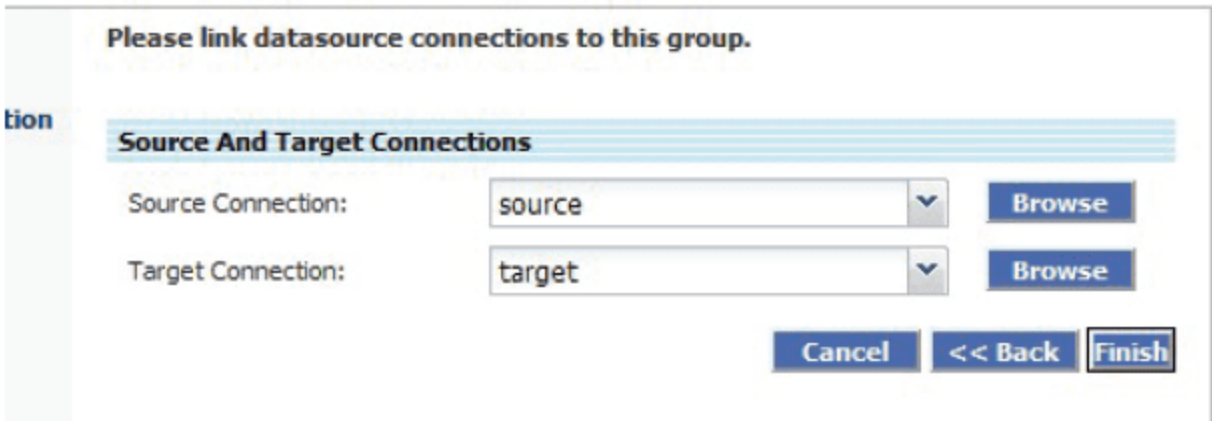 Please link datasource connections to this group.
tion
Source And Target Connections
Source Connection: source Browse
Target Connection: target Browse
Cancel << Back Finish